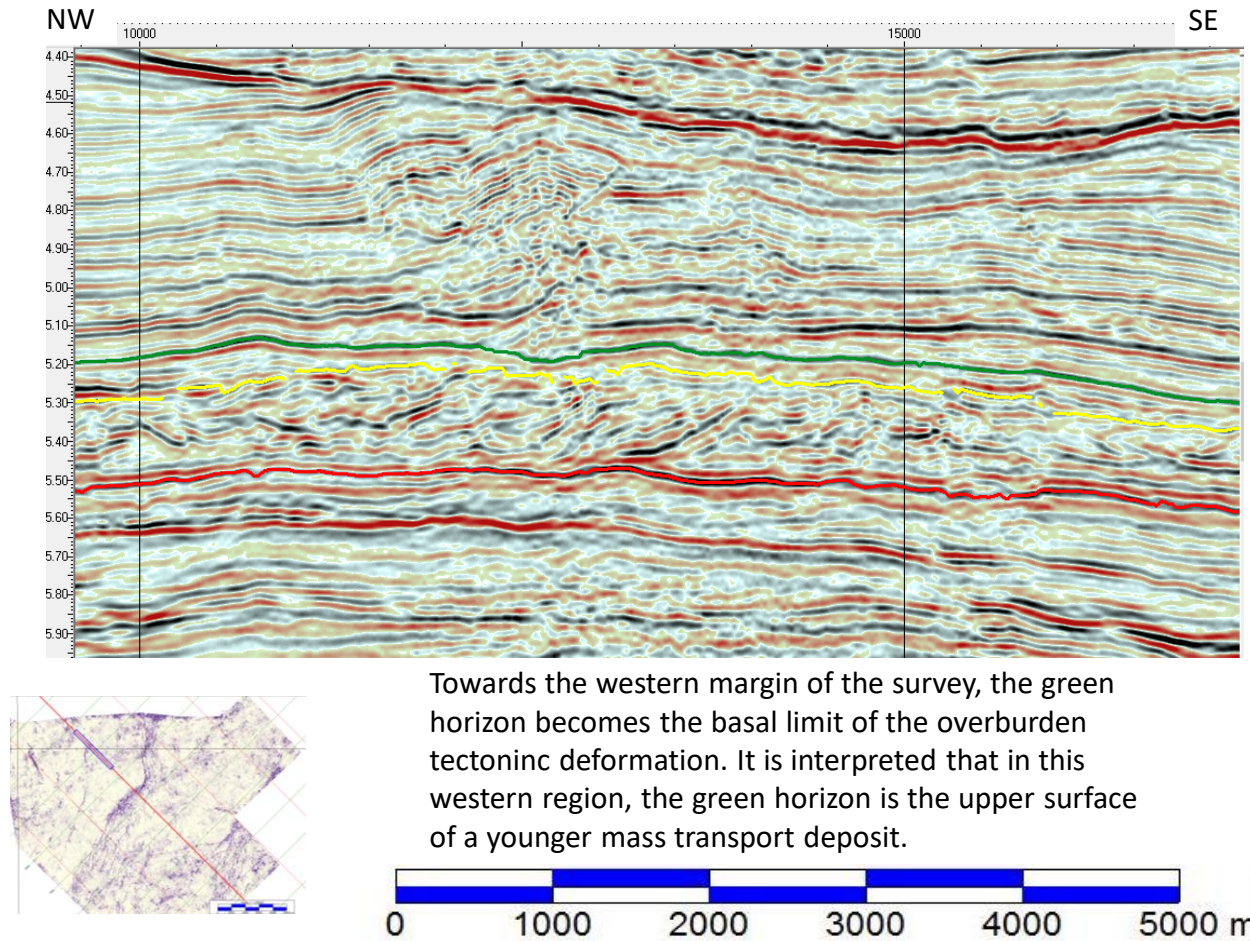 NW
SE
10000
15000
4.40
4.50
4.60
4.70
4.80
4.90
5.00
5.10
5.20
5.30
5.40
5.50
5.60
5.70
5.80
5.90
Towards the western margin of the survey, the green
horizon becomes the basal limit of the overburden
tectoninc deformation. It is interpreted that in this
western region, the green horizon is the upper surface
of a younger mass transport deposit.
0 1000 2000 3000 4000 5000 m